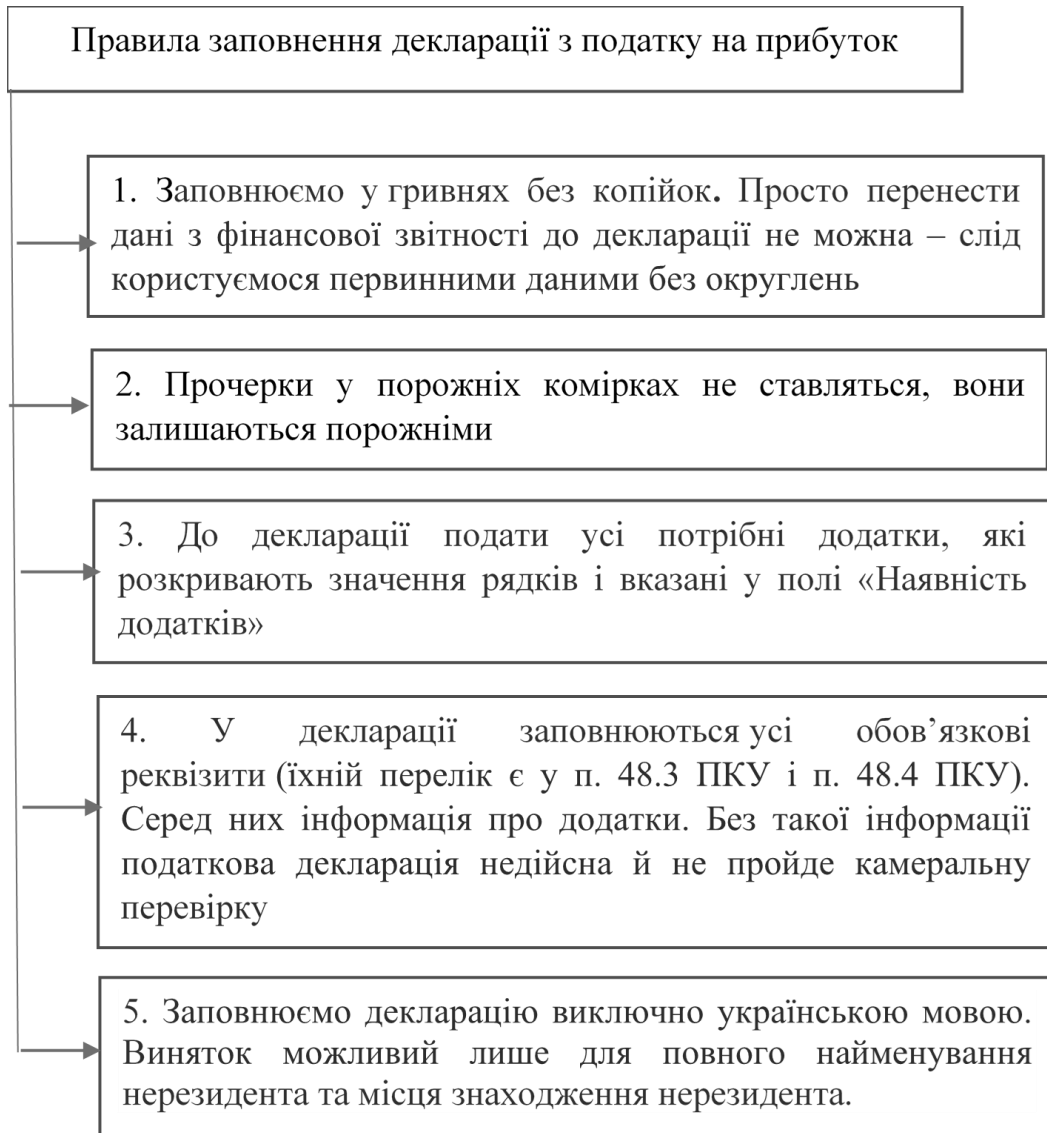 Правила заповнення декларації з податку на прибуток
1. Заповнюємо у гривнях без копійок. Просто перенести
дані з фінансової звітності до декларації не можна – слід
користуємося первинними даними без округлень
2. Прочерки у порожніх комірках не ставляться, вони
залишаються порожніми
3. До декларації подати усі потрібні додатки, які
розкривають значення рядків і вказані у полі «Наявність
додатків»
4. У декларації заповнюються усі обов’язкові
реквізити (їхній перелік є у п. 48.3 ПКУ і п. 48.4 ПКУ).
Серед них інформація про додатки. Без такої інформації
податкова декларація недійсна й не пройде камеральну
перевірку
5. Заповнюємо декларацію виключно українською мовою.
Виняток можливий лише для повного найменування
нерезидента та місця знаходження нерезидента.